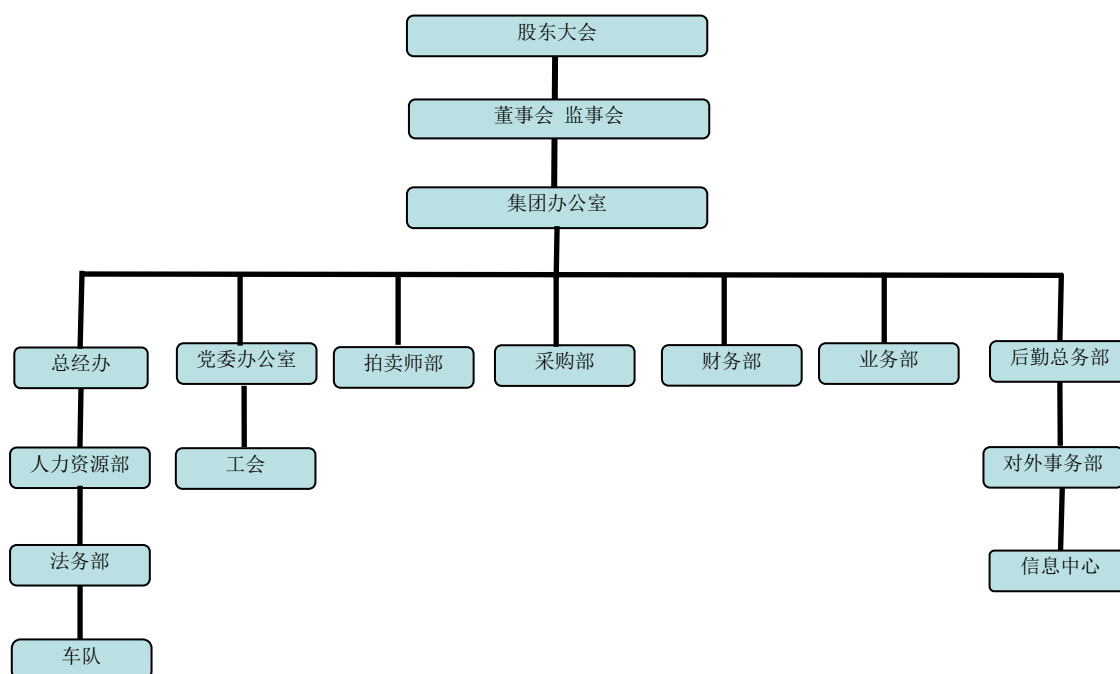 股东大会
董事会 监事会
集团办公室
总经办
党委办公室
拍卖师部
采购部
财务部
业务部
后勤总务部
人力资源部
工会
对外事务部
法务部
信息中心
车队